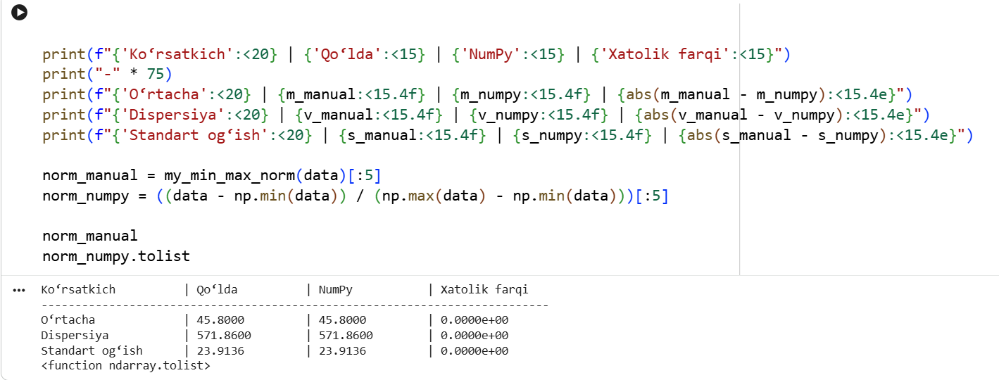 print(f"{'Ko‘rsatkich':<20} | {'Qo‘lda':<15} | {'NumPy':<15} | {'Xatolik farqi':<15}")
print("-" * 75)
print(f"{'O‘rtacha':<20} | {m_manual:<15.4f} | {m_numpy:<15.4f} | {abs(m_manual - m_numpy):<15.4e}")
print(f"{'Dispersiya':<20} | {v_manual:<15.4f} | {v_numpy:<15.4f} | {abs(v_manual - v_numpy):<15.4e}")
print(f"{'Standart og‘ish':<20} | {s_manual:<15.4f} | {s_numpy:<15.4f} | {abs(s_manual - s_numpy):<15.4e}")
norm_manual = my_min_max_norm(data)[:5]
norm_numpy = ((data - np.min(data)) / (np.max(data) - np.min(data)))[:5]
norm_manual
norm_numpy.tolist
Ko‘rsatkich | Qo‘lda | NumPy | Xatolik farqi
---------------------------------------------------------------------------
O‘rtacha | 45.8000 | 45.8000 | 0.0000e+00
Dispersiya | 571.8600 | 571.8600 | 0.0000e+00
Standart og‘ish | 23.9136 | 23.9136 | 0.0000e+00
<function ndarray.tolist>